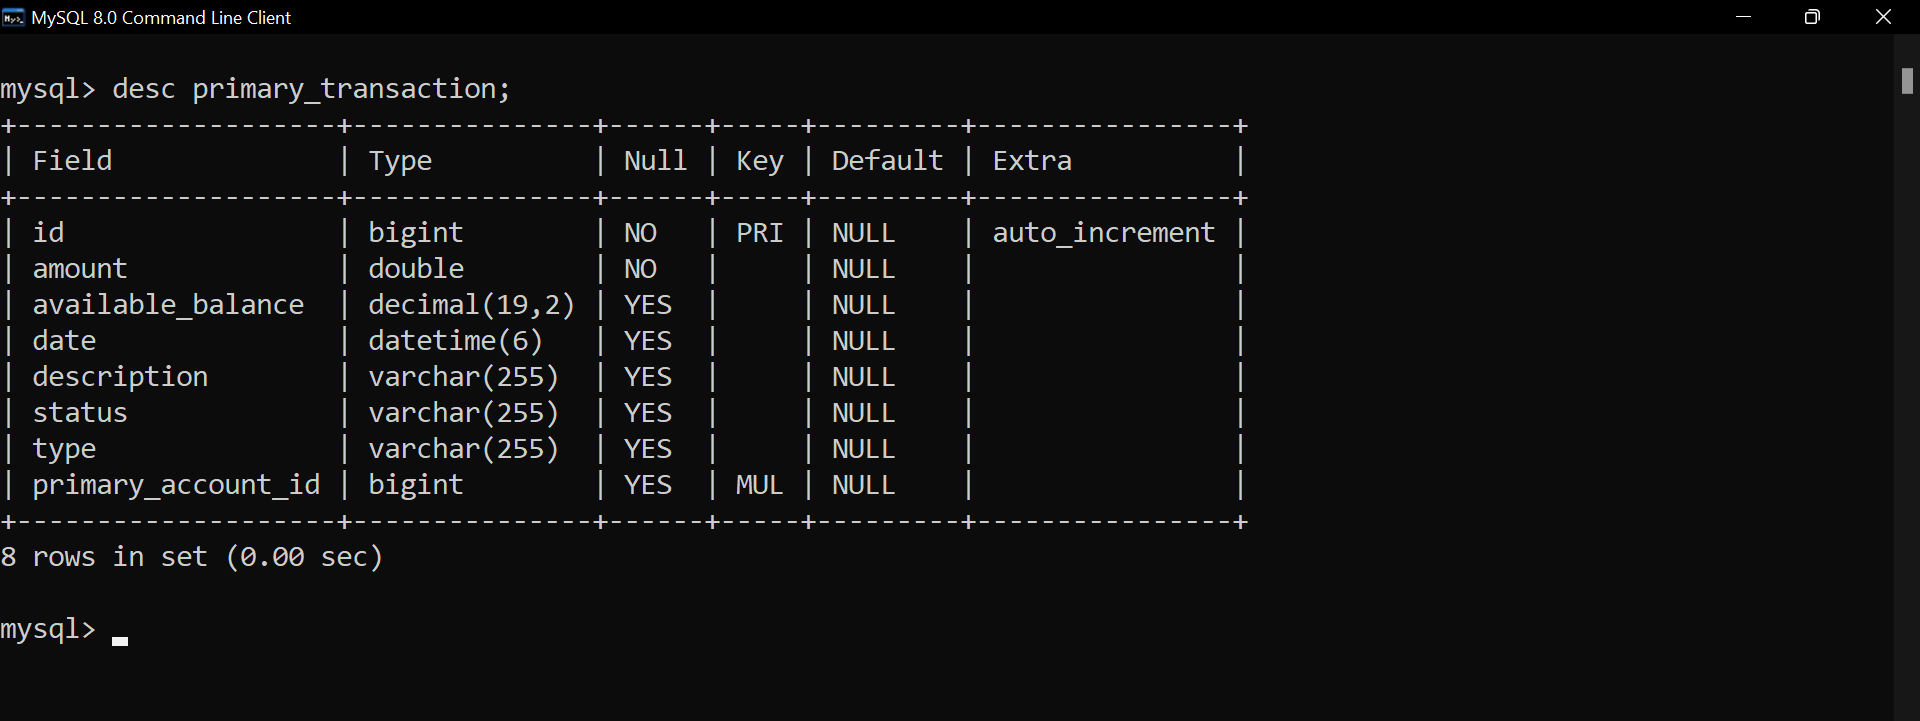 MySQL 8.0 Command Line Client
mysql> desc primary_transaction;
+--------------------+---------------+------+-----+---------+----------------+
| Field              | Type          | Null | Key | Default | Extra          |
+--------------------+---------------+------+-----+---------+----------------+
| id                 | bigint        | NO   | PRI | NULL    | auto_increment |
| amount             | double        | NO   |     | NULL    |                |
| available_balance  | decimal(19,2) | YES  |     | NULL    |                |
| date               | datetime(6)   | YES  |     | NULL    |                |
| description        | varchar(255)  | YES  |     | NULL    |                |
| status             | varchar(255)  | YES  |     | NULL    |                |
| type               | varchar(255)  | YES  |     | NULL    |                |
| primary_account_id | bigint        | YES  | MUL | NULL    |                |
+--------------------+---------------+------+-----+---------+----------------+
8 rows in set (0.00 sec)
mysql>